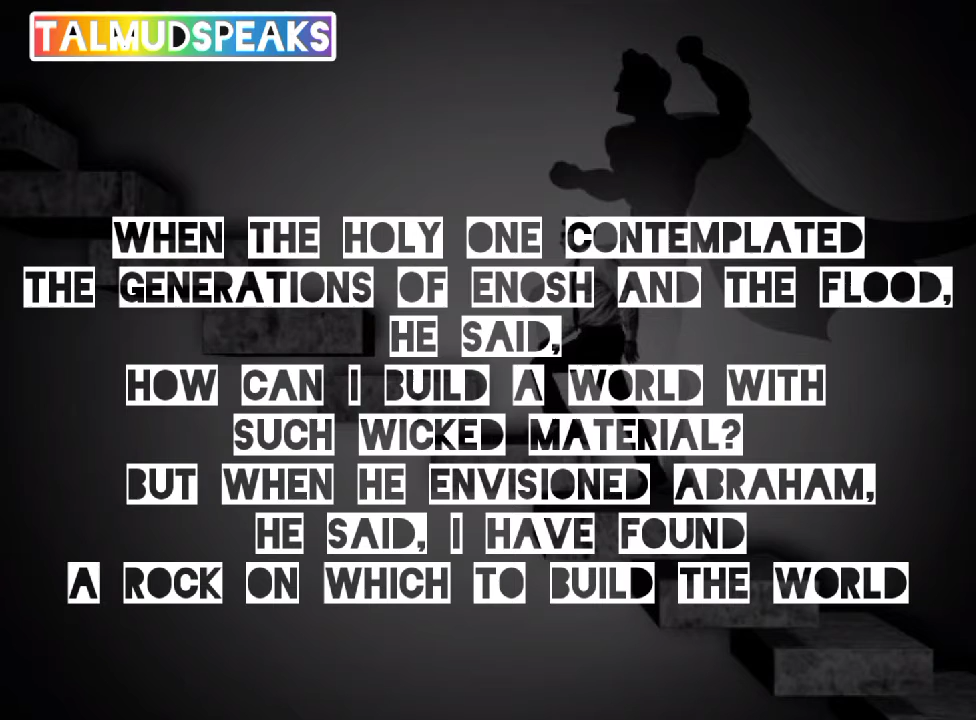 TALMUDSPEAKS
WHEN THE HOLY ONE CONTEMPLATED
THE GENERATIONS OF ENOSH AND THE FLOOD,
HE SAID,
HOW CAN I BUILD A WORLD WITH
SUCH WICKED MATERIAL?
BUT WHEN HE ENVISIONED ABRAHAM,
HE SAID, I HAVE FOUND
A ROCK ON WHICH TO BUILD THE WORLD